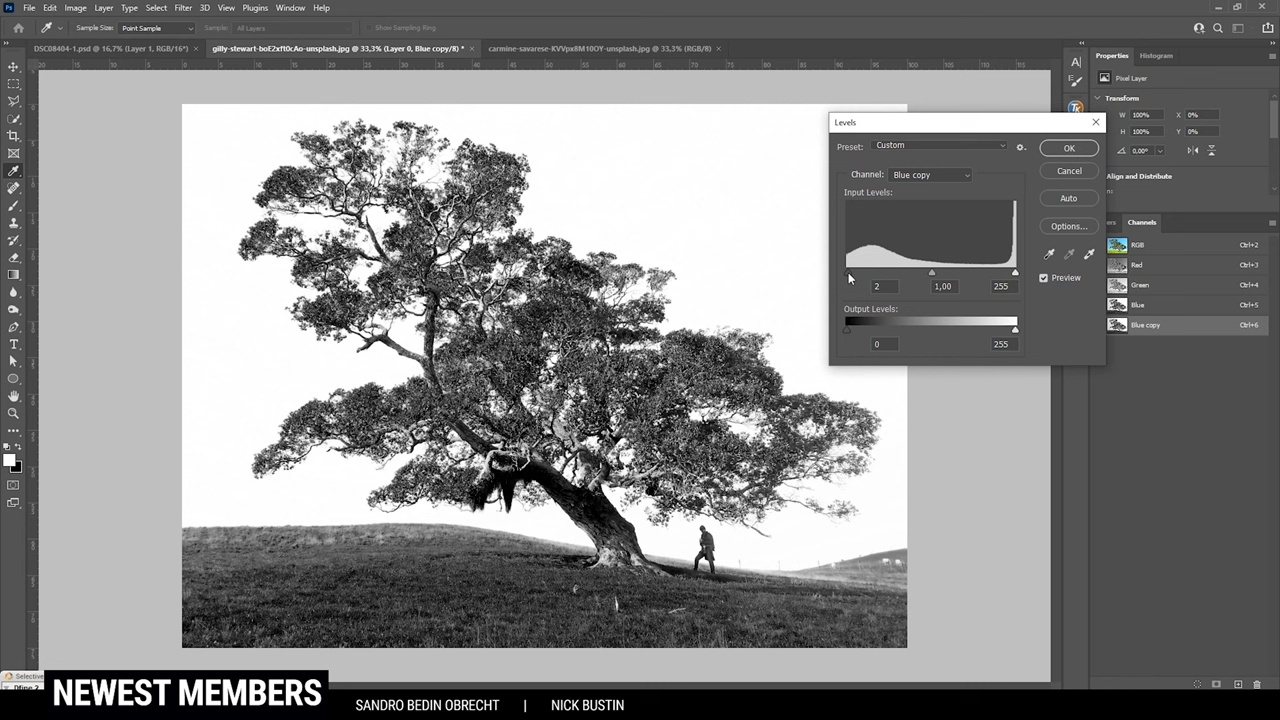 Ps File Edit Image Layer Type Select Filter 3D View Plugins Window Help
Sample Size: Point Sample Sample: All Layers Show Sampling Ring
DSC08404-1.psd @ 16,7% (Layer 1, RGB/16*) × gilly-stewart-boE2xft0cAo-unsplash.jpg @ 33,3% (Layer 0, Blue copy/8) * × carmine-savarese-KVVpx8M10OY-unsplash.jpg @ 33,3% (RGB/8) ×
Properties Histogram
Pixel Layer
Transform
W 100% X 0%
H 100% Y 0%
0,00°
Align and Distribute
Channels
RGB Ctrl+2
Red Ctrl+3
Green Ctrl+4
Blue Ctrl+5
Blue copy Ctrl+6
Levels
Preset: Custom
OK
Channel: Blue copy
Cancel
Input Levels:
Auto
Options...
Preview
2 1,00 255
Output Levels:
0 255
Selective
Dfine 2
NEWEST MEMBERS
SANDRO BEDIN OBRECHT | NICK BUSTIN